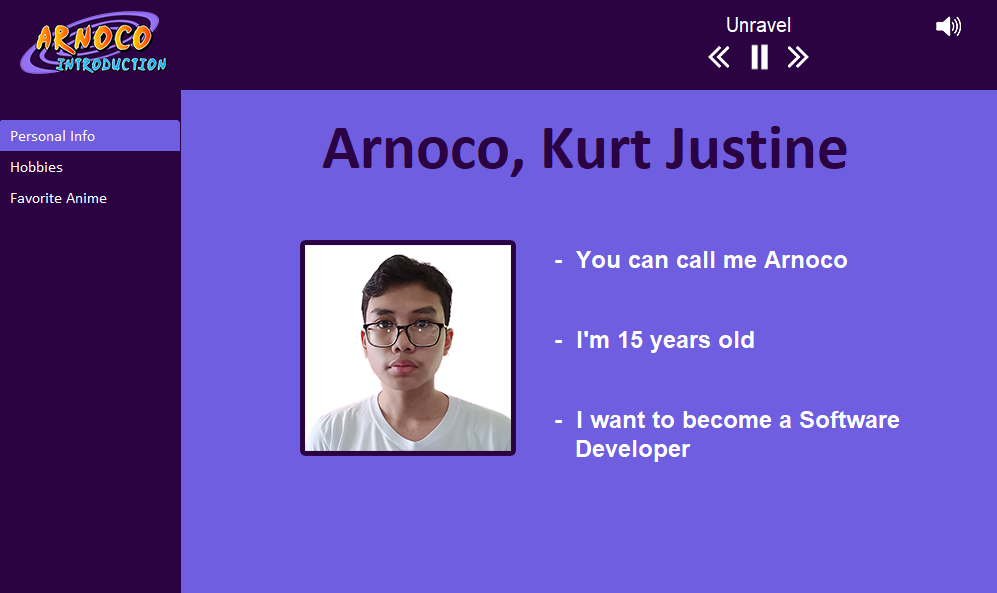 ARNOCO
INTRODUCTION
Unravel
Personal Info
Hobbies
Favorite Anime
Arnoco, Kurt Justine
- You can call me Arnoco
- I'm 15 years old
- I want to become a Software
Developer